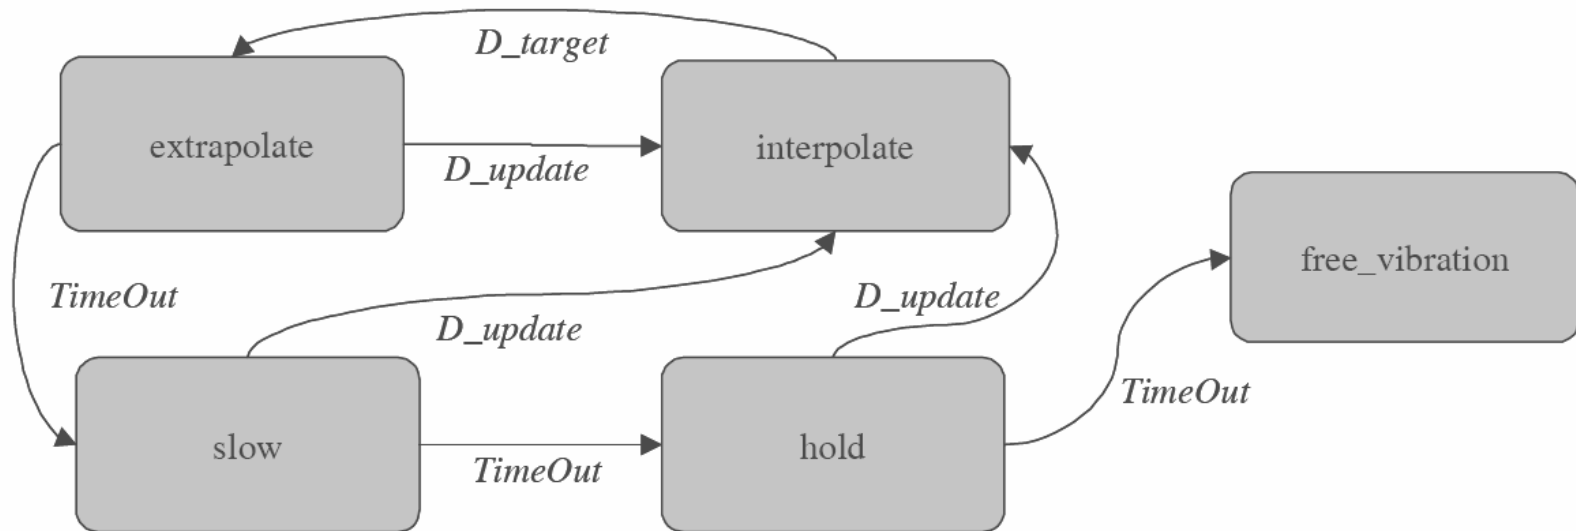 D_target
extrapolate
interpolate
D_update
free_vibration
TimeOut
D_update
D_update
TimeOut
slow
hold
TimeOut